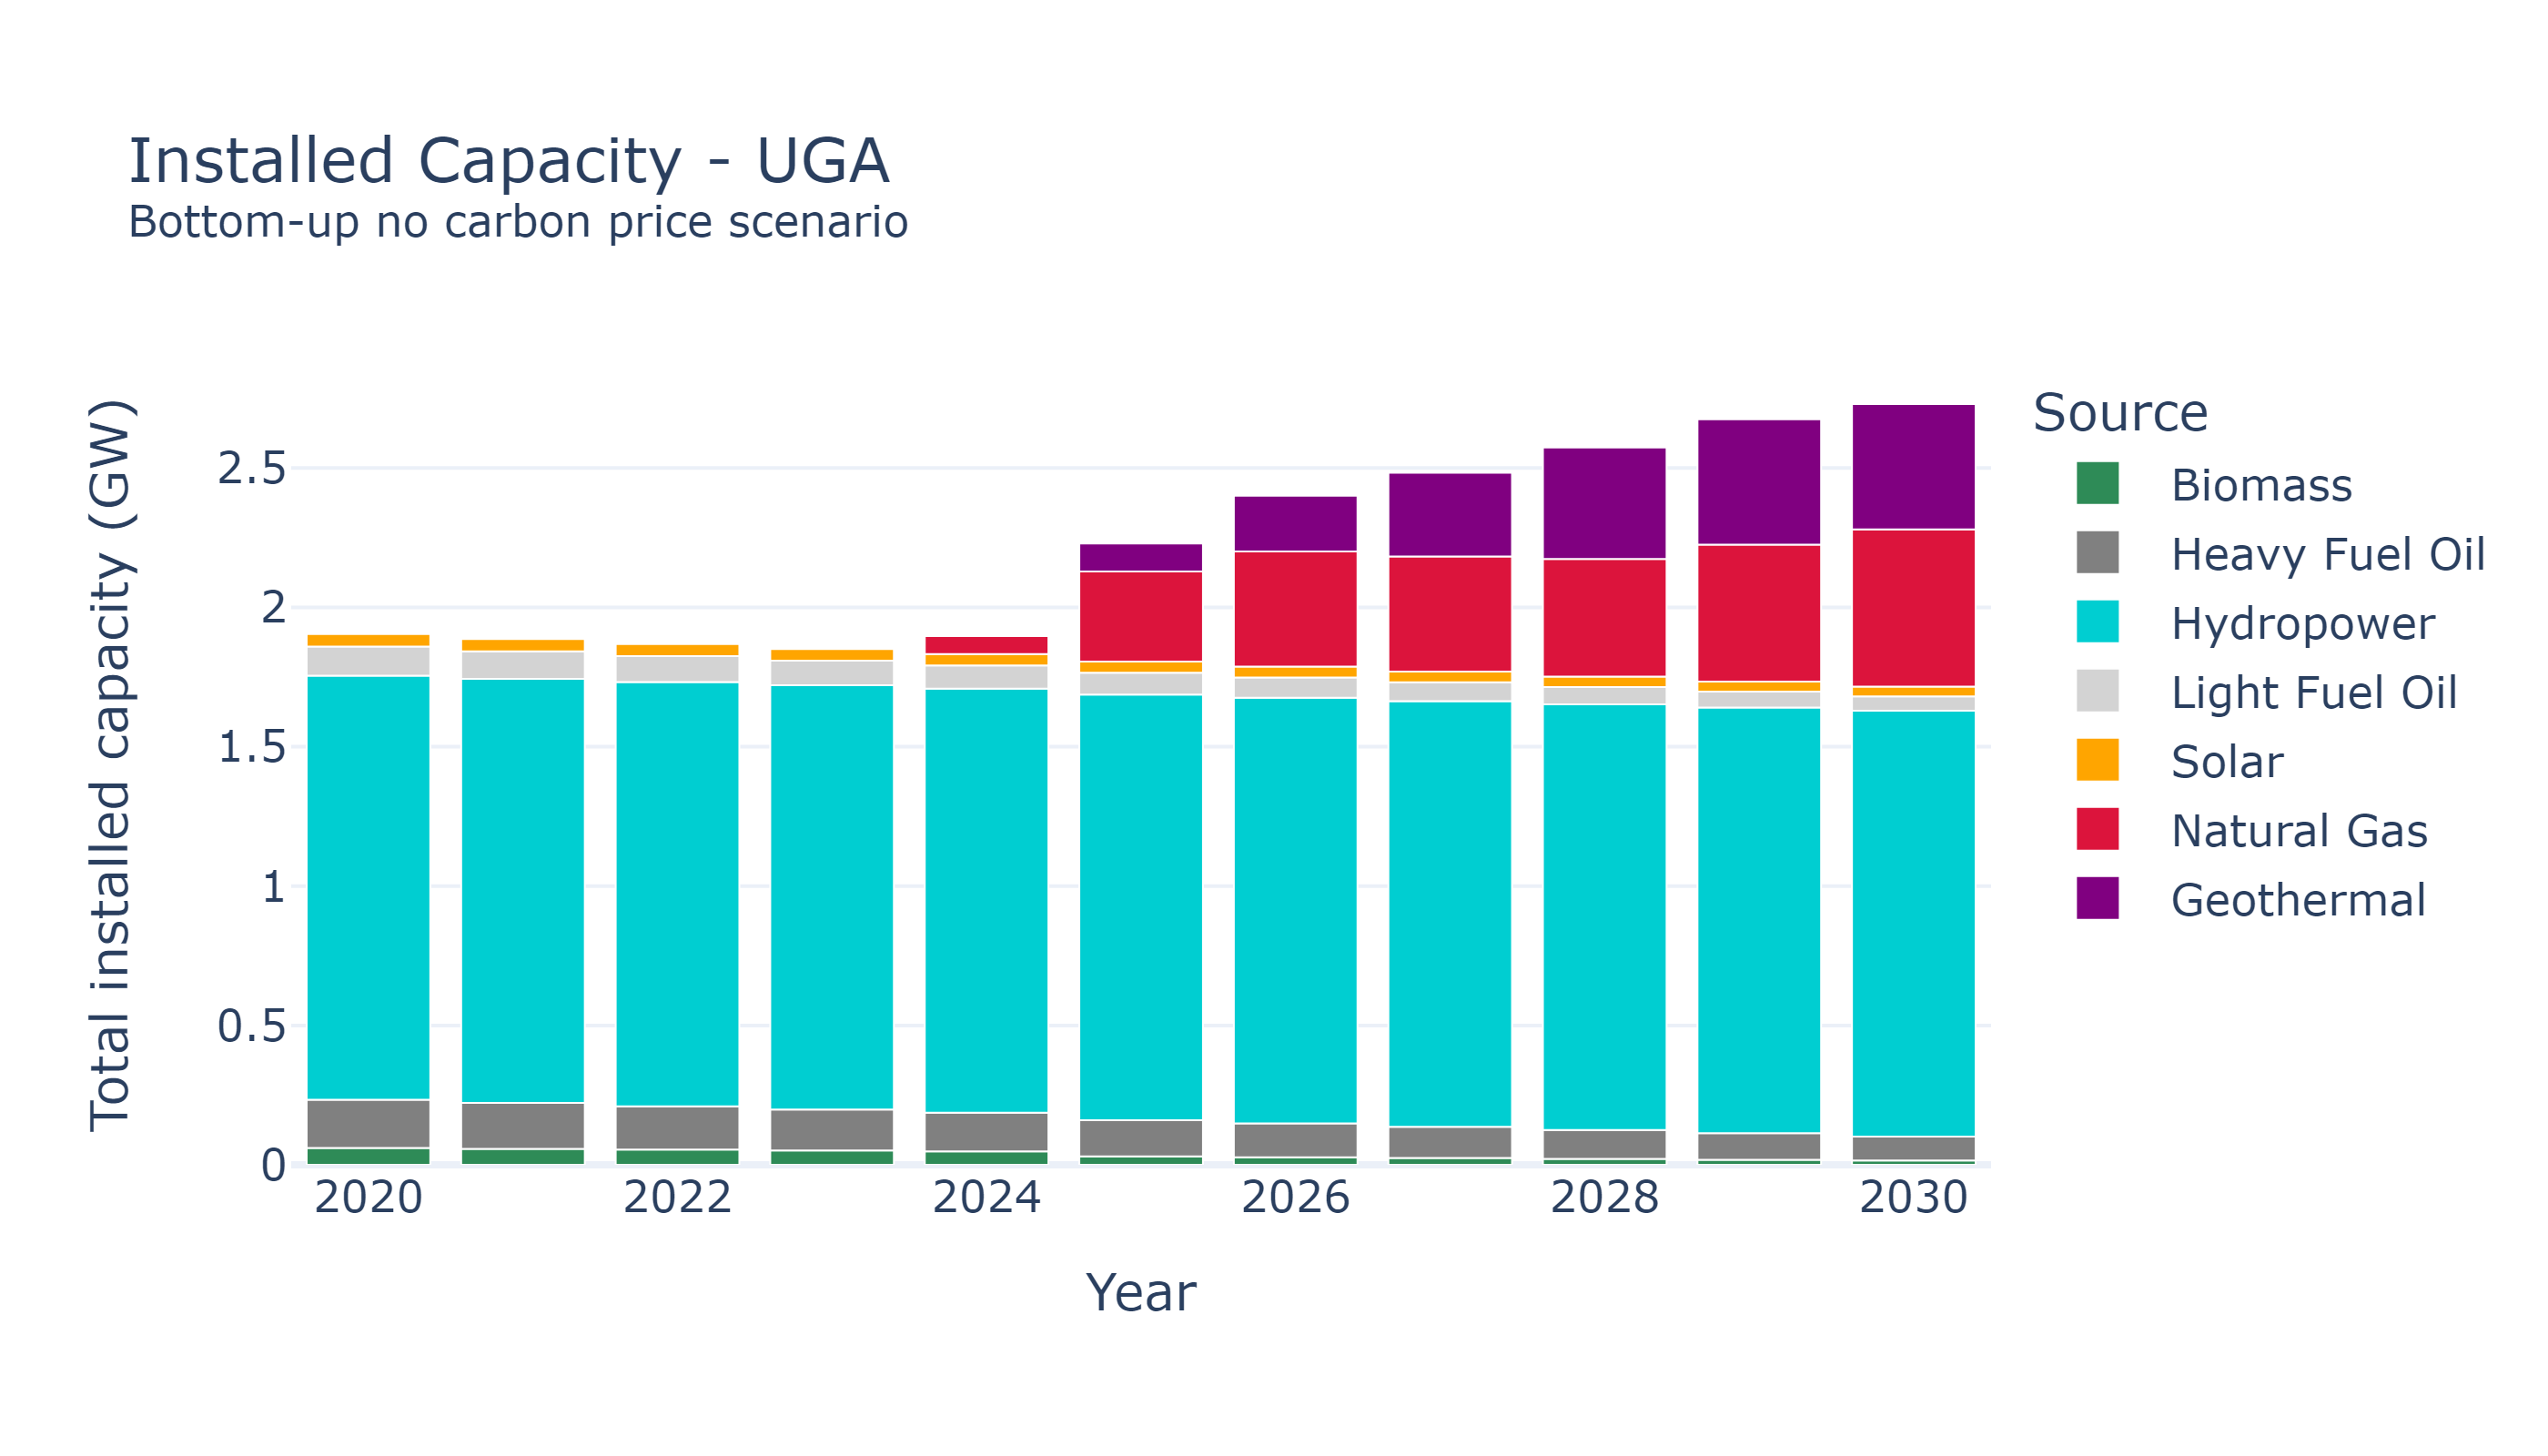 Installed Capacity - UGA
Bottom-up no carbon price scenario
Total installed capacity (GW)
2.5
2
1.5
1
0.5
0
2020 2022 2024 2026 2028 2030
Year
Source
Biomass
Heavy Fuel Oil
Hydropower
Light Fuel Oil
Solar
Natural Gas
Geothermal